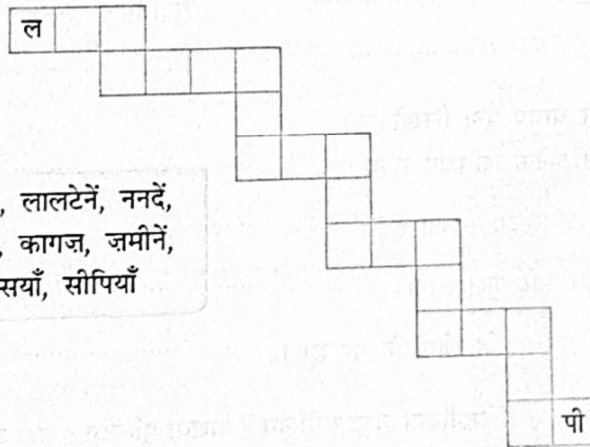 ल
, लालटेनें, ननदें,
, कागज़, ज़मीनें,
सयाँ, सीपियाँ
पी